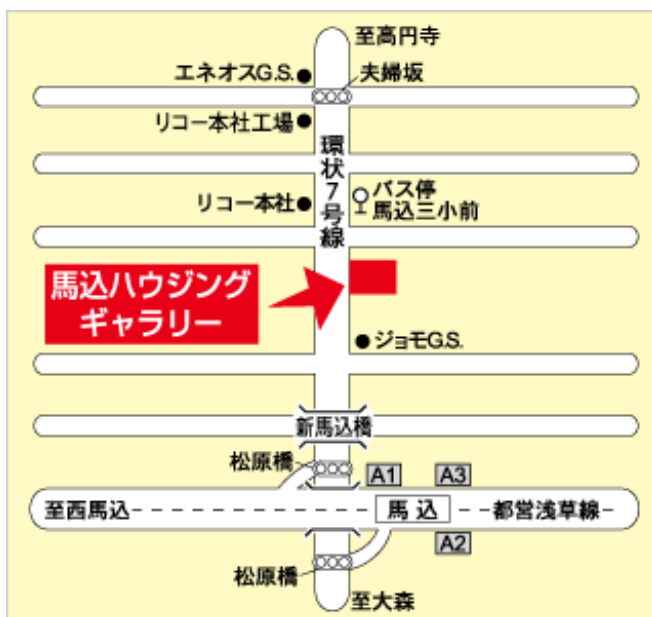 至高円寺
エネオスG.S.
夫婦坂
リコー本社工場
環状7号線
バス停
馬込三小前
リコー本社
馬込ハウジング
ギャラリー
ジョモG.S.
新馬込橋
松原橋
A1
A3
至西馬込
馬込
都営浅草線
A2
松原橋
至大森